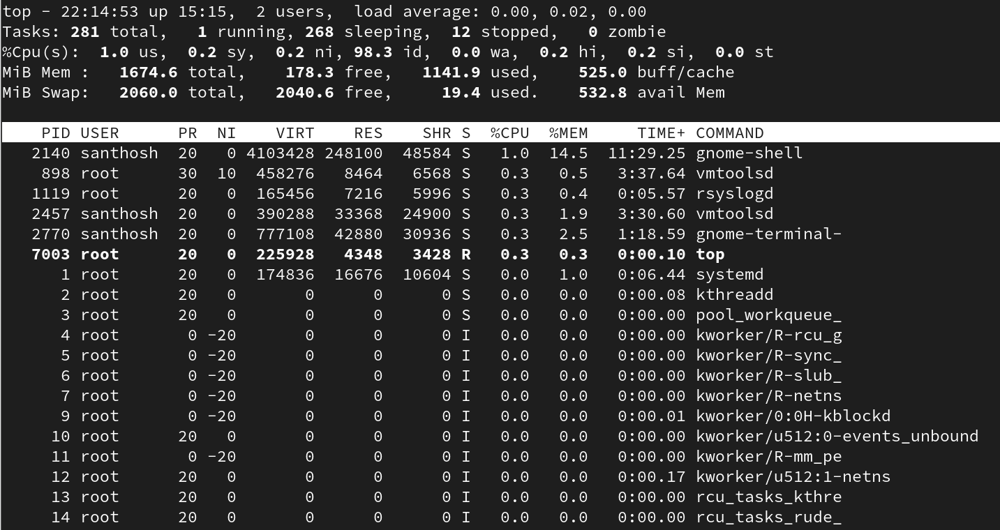 top - 22:14:53 up 15:15,  2 users,  load average: 0.00, 0.02, 0.00
Tasks: 281 total,   1 running, 268 sleeping,  12 stopped,   0 zombie
%Cpu(s):  1.0 us,  0.2 sy,  0.2 ni, 98.3 id,  0.0 wa,  0.2 hi,  0.2 si,  0.0 st
MiB Mem :   1674.6 total,    178.3 free,   1141.9 used,    525.0 buff/cache
MiB Swap:   2060.0 total,   2040.6 free,     19.4 used.    532.8 avail Mem
    PID USER      PR  NI    VIRT    RES    SHR S  %CPU  %MEM     TIME+ COMMAND
   2140 santhosh  20   0 4103428 248100  48584 S   1.0  14.5  11:29.25 gnome-shell
    898 root      30  10  458276   8464   6568 S   0.3   0.5   3:37.64 vmtoolsd
   1119 root      20   0  165456   7216   5996 S   0.3   0.4   0:05.57 rsyslogd
   2457 santhosh  20   0  390288  33368  24900 S   0.3   1.9   3:30.60 vmtoolsd
   2770 santhosh  20   0  777108  42880  30936 S   0.3   2.5   1:18.59 gnome-terminal-
   7003 root      20   0  225928   4348   3428 R   0.3   0.3   0:00.10 top
      1 root      20   0  174836  16676  10604 S   0.0   1.0   0:06.44 systemd
      2 root      20   0       0      0      0 S   0.0   0.0   0:00.08 kthreadd
      3 root      20   0       0      0      0 S   0.0   0.0   0:00.00 pool_workqueue_
      4 root       0 -20       0      0      0 I   0.0   0.0   0:00.00 kworker/R-rcu_g
      5 root       0 -20       0      0      0 I   0.0   0.0   0:00.00 kworker/R-sync_
      6 root       0 -20       0      0      0 I   0.0   0.0   0:00.00 kworker/R-slub_
      7 root       0 -20       0      0      0 I   0.0   0.0   0:00.00 kworker/R-netns
      9 root       0 -20       0      0      0 I   0.0   0.0   0:00.01 kworker/0:0H-kblockd
     10 root      20   0       0      0      0 I   0.0   0.0   0:00.00 kworker/u512:0-events_unbound
     11 root       0 -20       0      0      0 I   0.0   0.0   0:00.00 kworker/R-mm_pe
     12 root      20   0       0      0      0 I   0.0   0.0   0:00.17 kworker/u512:1-netns
     13 root      20   0       0      0      0 I   0.0   0.0   0:00.00 rcu_tasks_kthre
     14 root      20   0       0      0      0 I   0.0   0.0   0:00.00 rcu_tasks_rude_